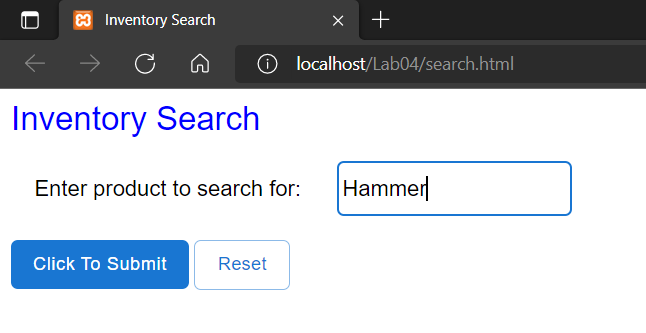 Inventory Search
localhost/Lab04/search.html
Inventory Search
Enter product to search for: Hammer
Click To Submit Reset